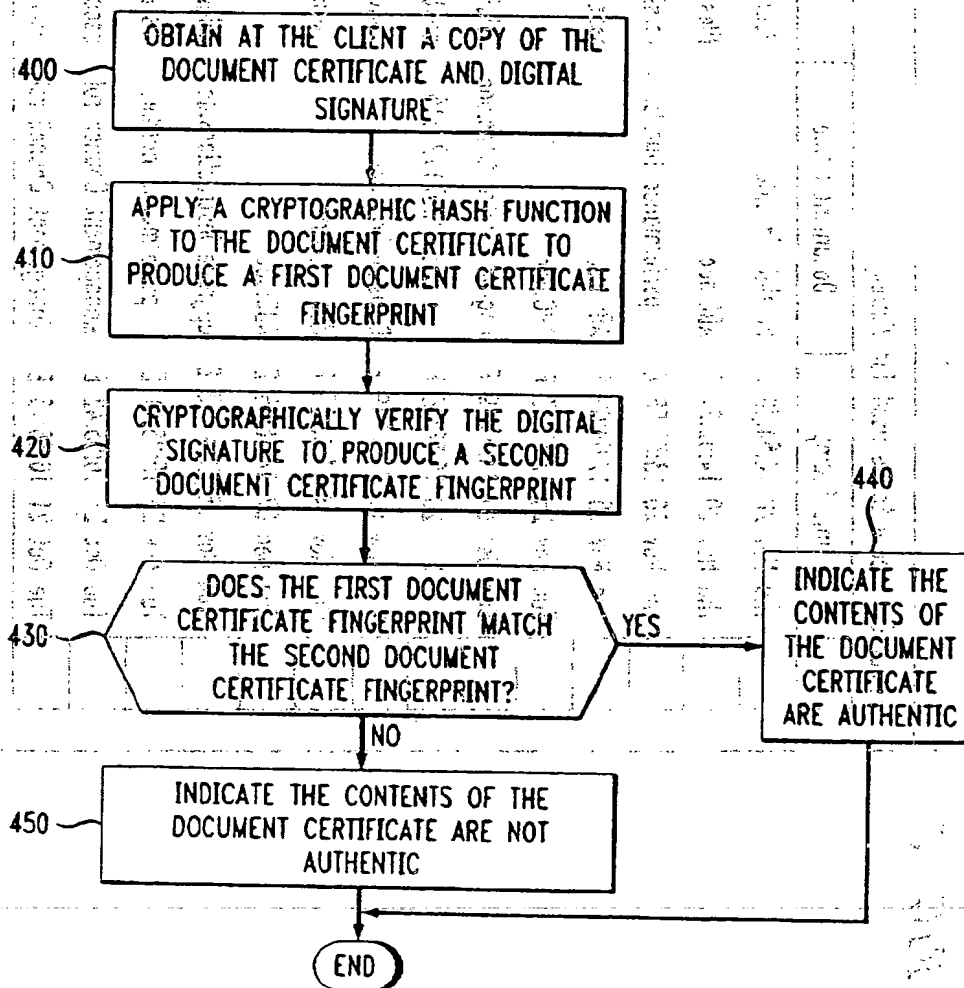 OBTAIN AT THE CLIENT A COPY OF THE
DOCUMENT CERTIFICATE AND DIGITAL
SIGNATURE
400
APPLY A CRYPTOGRAPHIC HASH FUNCTION
TO THE DOCUMENT CERTIFICATE TO
PRODUCE A FIRST DOCUMENT CERTIFICATE
FINGERPRINT
410
CRYPTOGRAPHICALLY VERIFY THE DIGITAL
SIGNATURE TO PRODUCE A SECOND
DOCUMENT CERTIFICATE FINGERPRINT
420
DOES THE FIRST DOCUMENT
CERTIFICATE FINGERPRINT MATCH
THE SECOND DOCUMENT
CERTIFICATE FINGERPRINT?
430
YES
440
INDICATE THE
CONTENTS OF
THE DOCUMENT
CERTIFICATE
ARE AUTHENTIC
NO
INDICATE THE CONTENTS OF THE
DOCUMENT CERTIFICATE ARE NOT
AUTHENTIC
450
END